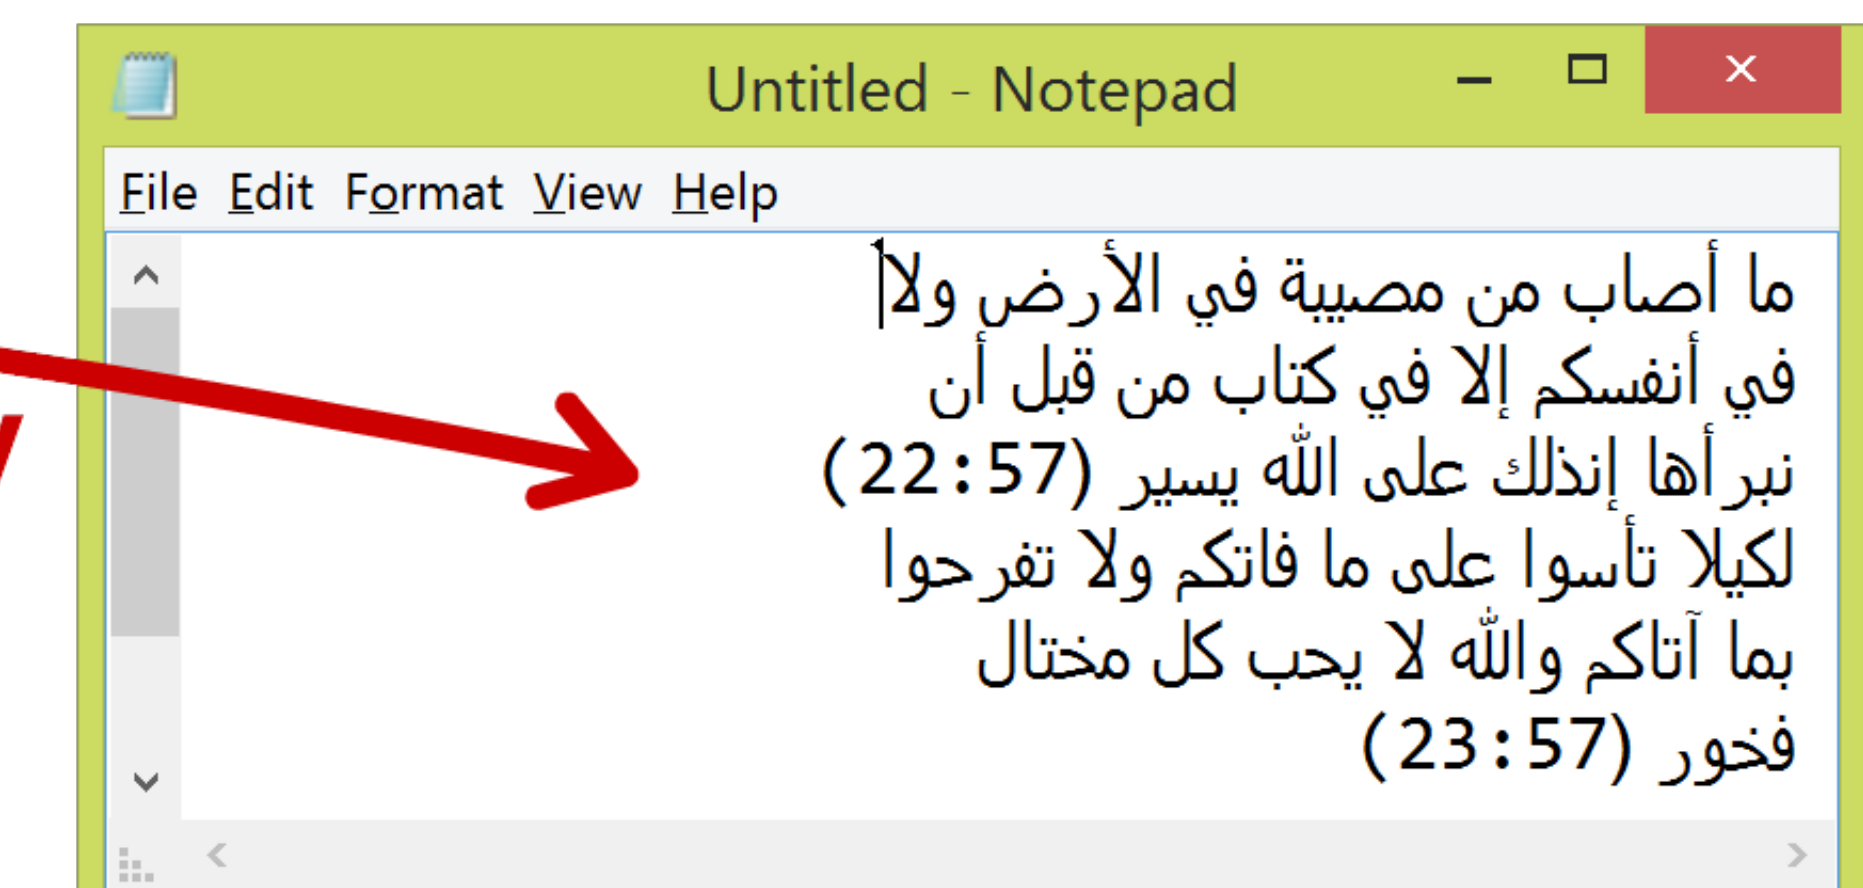 Untitled - Notepad
File Edit Format View Help
ما أصاب من مصيبة في الأرض ولا
في أنفسكم إلا في كتاب من قبل أن
نبرأها إنذلك على الله يسير (57:22)
لكيلا تأسوا على ما فاتكم ولا تفرحوا
بما آتاكم والله لا يحب كل مختال
فخور (57:23)